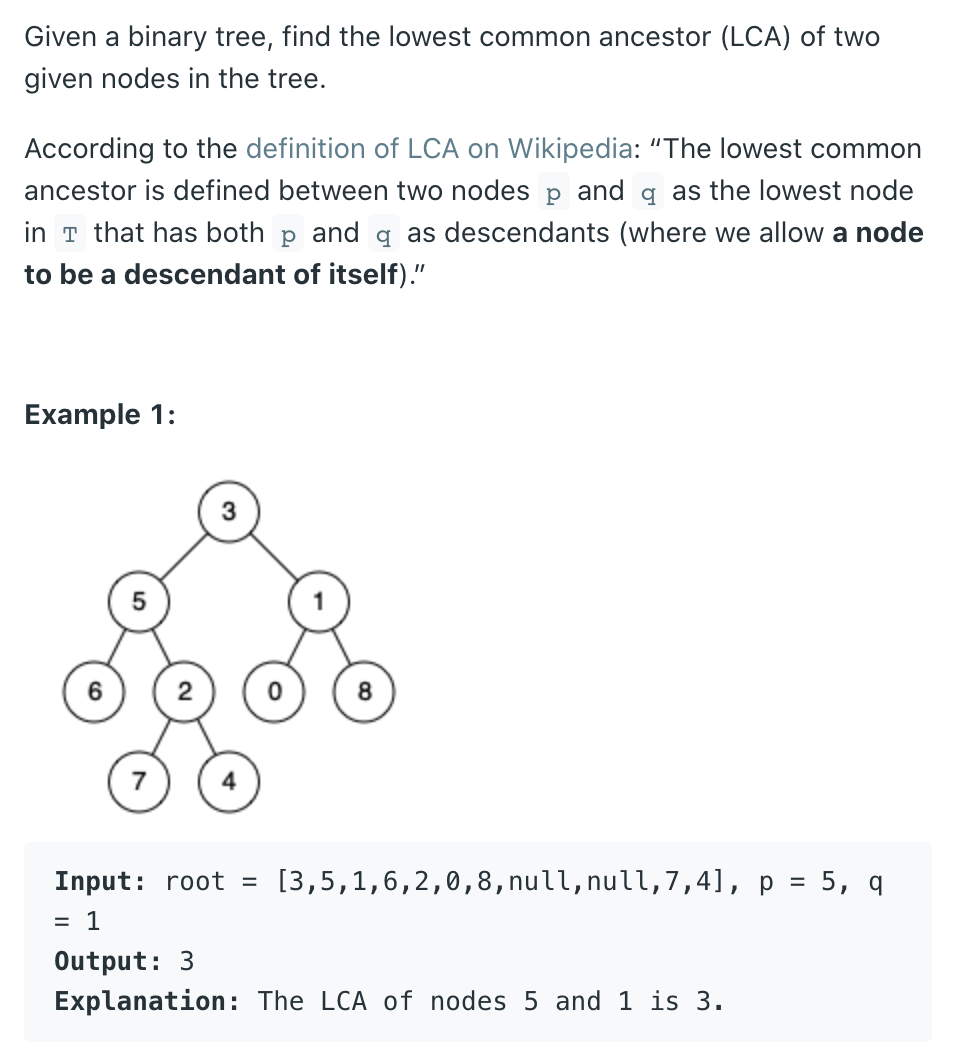 Given a binary tree, find the lowest common ancestor (LCA) of two
given nodes in the tree.
According to the definition of LCA on Wikipedia: “The lowest common
ancestor is defined between two nodes p and q as the lowest node
in T that has both p and q as descendants (where we allow a node
to be a descendant of itself).”
Example 1:
3
5 1
6 2 0 8
7 4
Input: root = [3,5,1,6,2,0,8,null,null,7,4], p = 5, q
= 1
Output: 3
Explanation: The LCA of nodes 5 and 1 is 3.